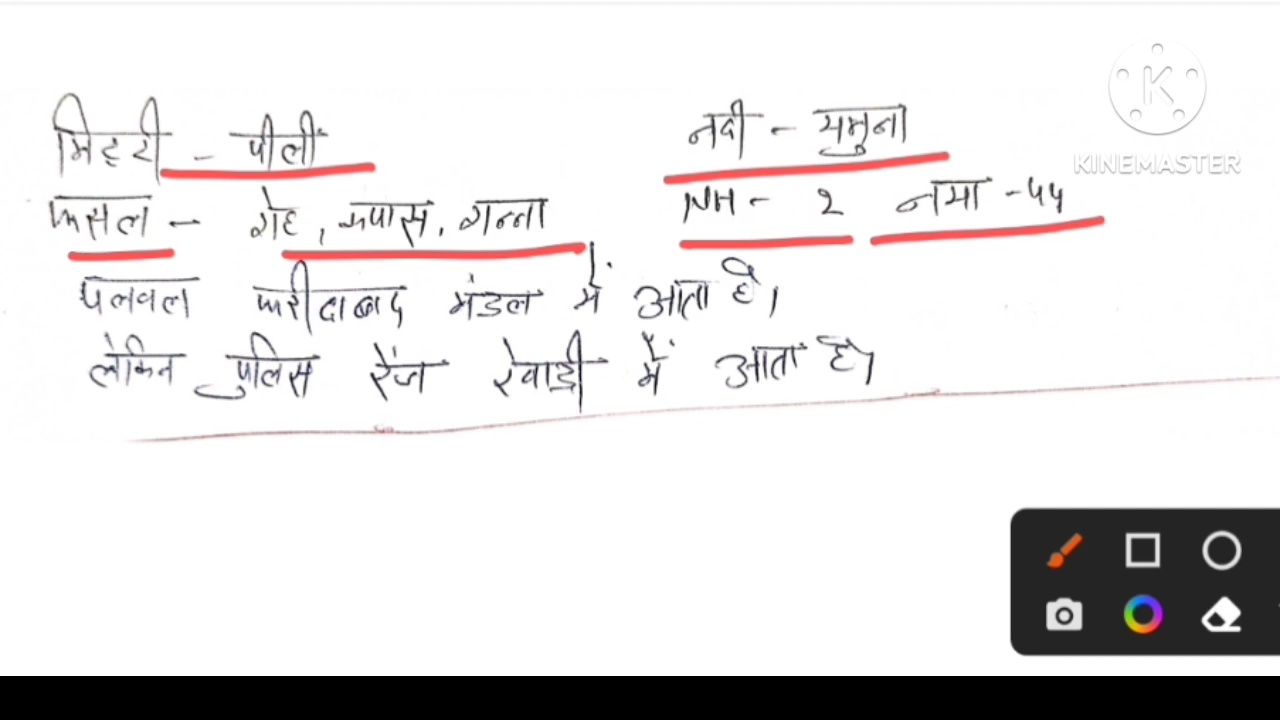 मिट्टी - पीली
नदी - यमुना
फसल - गेहूं, कपास, गन्ना
NH - 2 नया - 44
पलवल फरीदाबाद मंडल में आता है।
लेकिन पुलिस रेंज रेवाड़ी में आता है।
KINEMASTER